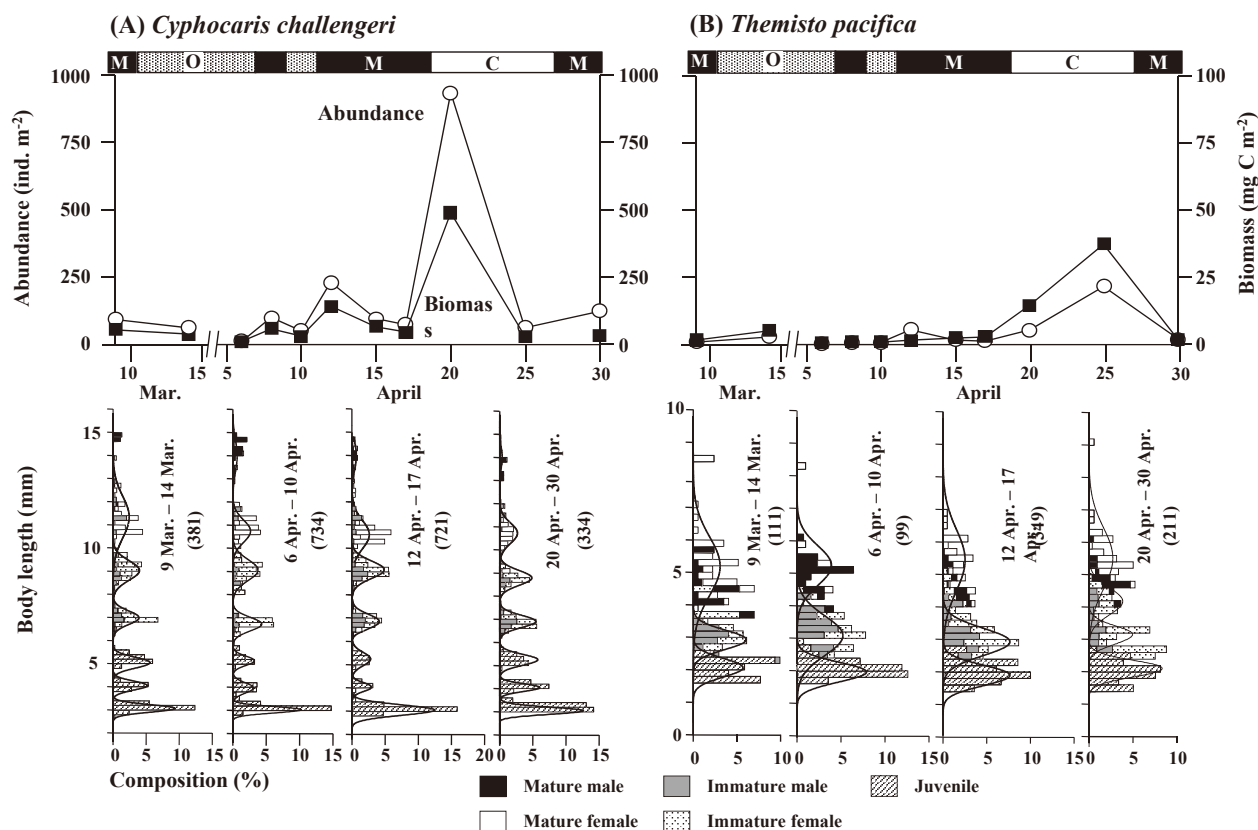 (A) Cyphocaris challengeri
(B) Themisto pacifica
M O M C M
M O M C M
1000 1000 100
750 750 75
500 500 50
250 250 25
0 0 0
Abundance (ind. m-2)
Abundance
Biomas
s
Biomass (mg C m-2)
10 15 5 10 15 20 25 30
Mar. April
10 15 5 10 15 20 25 30
Mar. April
Body length (mm)
15
10
5
9 Mar. – 14 Mar.
(381)
6 Apr. – 10 Apr.
(734)
12 Apr. – 17 Apr.
(721)
20 Apr. – 30 Apr.
(334)
10
5
0
9 Mar. – 14 Mar.
(111)
6 Apr. – 10 Apr.
(99)
12 Apr. – 17
Apr.
(349)
20 Apr. – 30 Apr.
(211)
0 5 10 15 0 5 10 15 0 5 10 15 20 0 5 10 15
0 5 10 0 5 10 15 0 5 10 15 0 5 10
Composition (%)
Mature male
Immature male
Juvenile
Mature female
Immature female